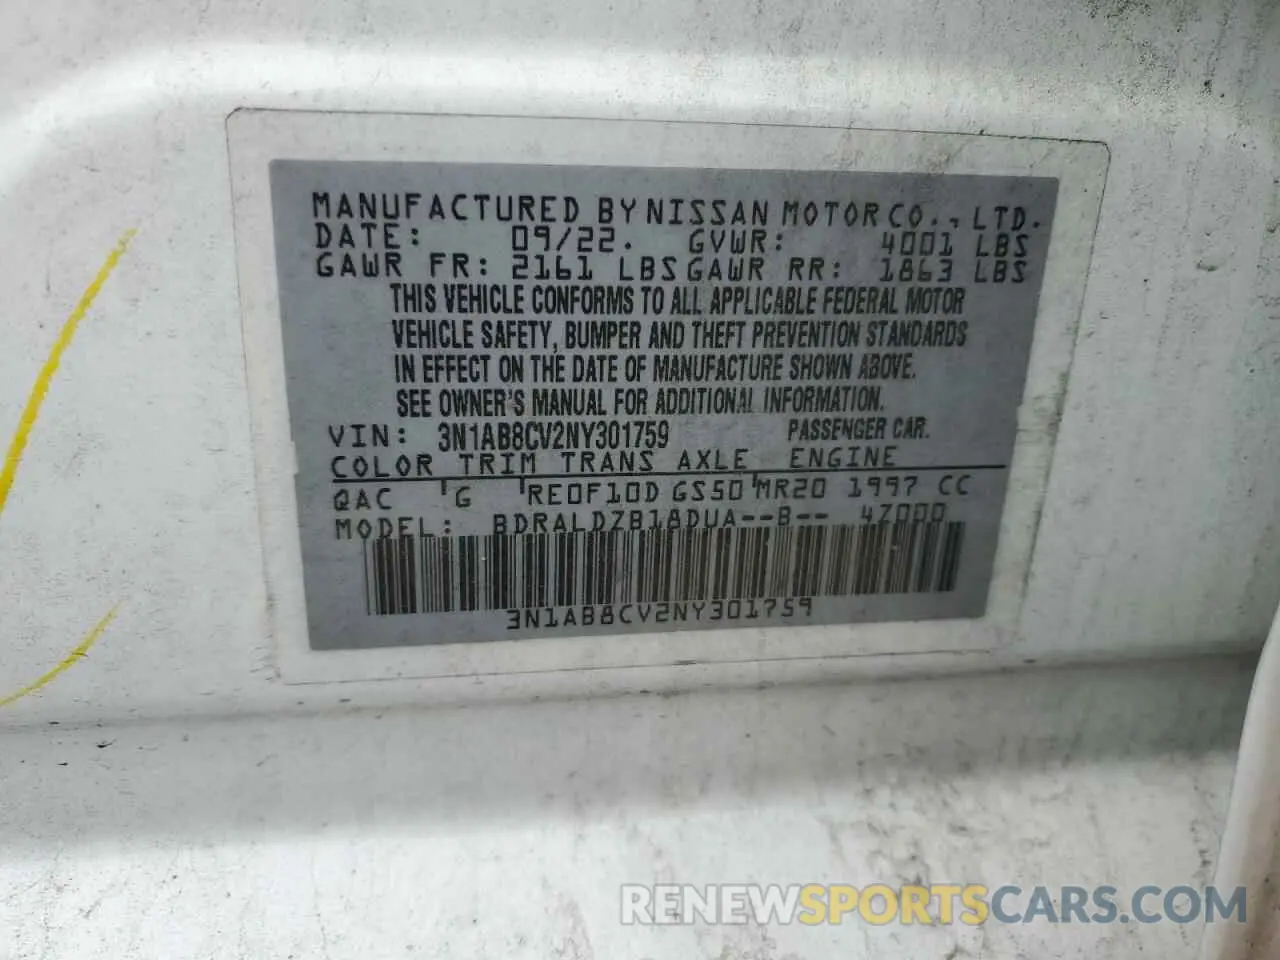 MANUFACTURED BY NISSAN MOTOR CO., LTD.
DATE: 09/22. GVWR: 4001 LBS
GAWR FR: 2161 LBS GAWR RR: 1863 LBS
THIS VEHICLE CONFORMS TO ALL APPLICABLE FEDERAL MOTOR
VEHICLE SAFETY, BUMPER AND THEFT PREVENTION STANDARDS
IN EFFECT ON THE DATE OF MANUFACTURE SHOWN ABOVE.
SEE OWNER'S MANUAL FOR ADDITIONAL INFORMATION.
VIN: 3N1AB8CV2NY301759 PASSENGER CAR.
COLOR TRIM TRANS AXLE ENGINE
QAC G RE0F10D GS50 MR20 1997 CC
MODEL: BDRALDZB18DUA--B-- 4Z000
3N1AB8CV2NY301759
RENEWSPORTSCARS.COM